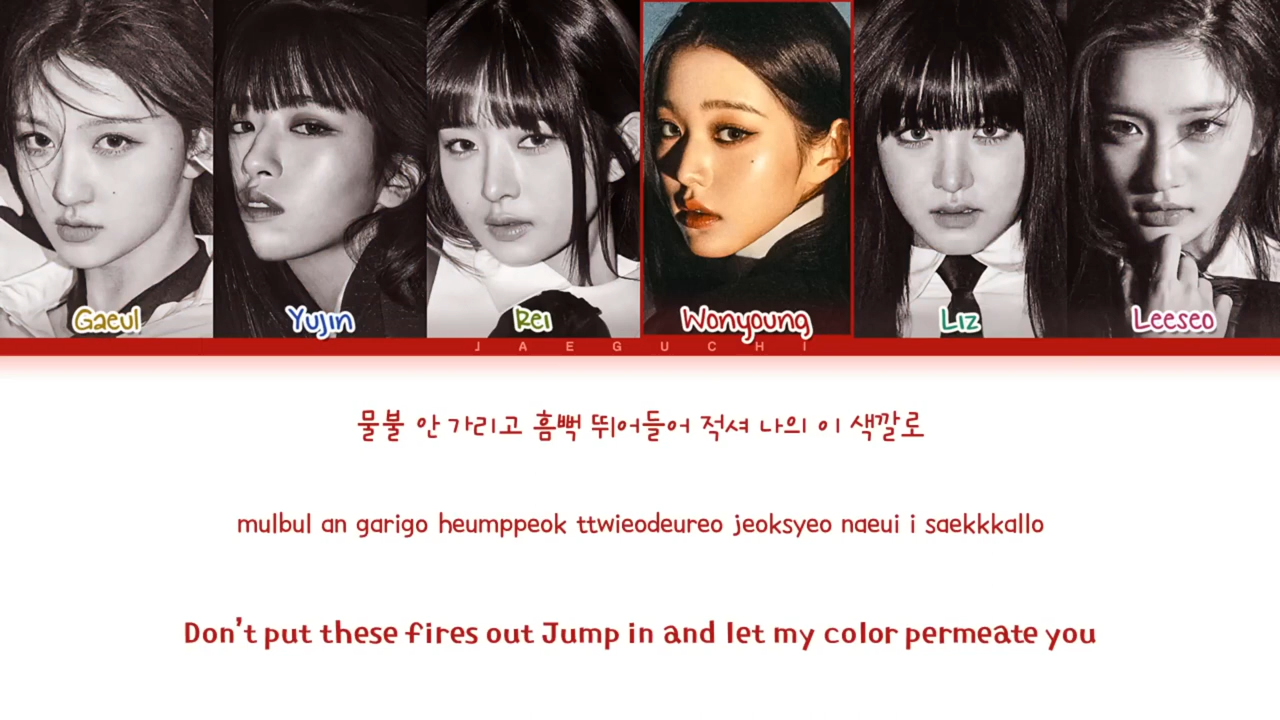 Gaeul Yujin Rei Wonyoung Liz Leeseo
JAEGUCHI
물불 안 가리고 흠뻑 뛰어들어 적셔 나의 이 색깔로
mulbul an garigo heumppeok ttwieodeureo jeoksyeo naeui i saekkkallo
Don't put these fires out Jump in and let my color permeate you